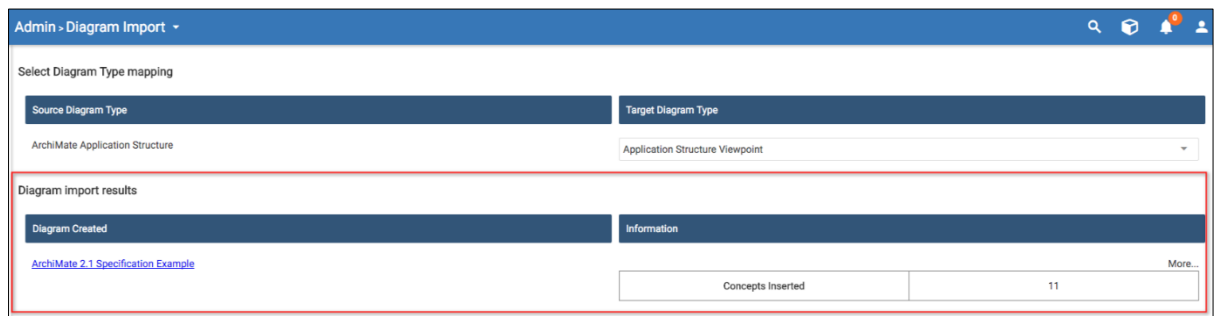 Admin > Diagram Import
0
Select Diagram Type mapping
Source Diagram Type Target Diagram Type
ArchiMate Application Structure Application Structure Viewpoint
Diagram import results
Diagram Created Information
ArchiMate 2.1 Specification Example More...
Concepts Inserted 11